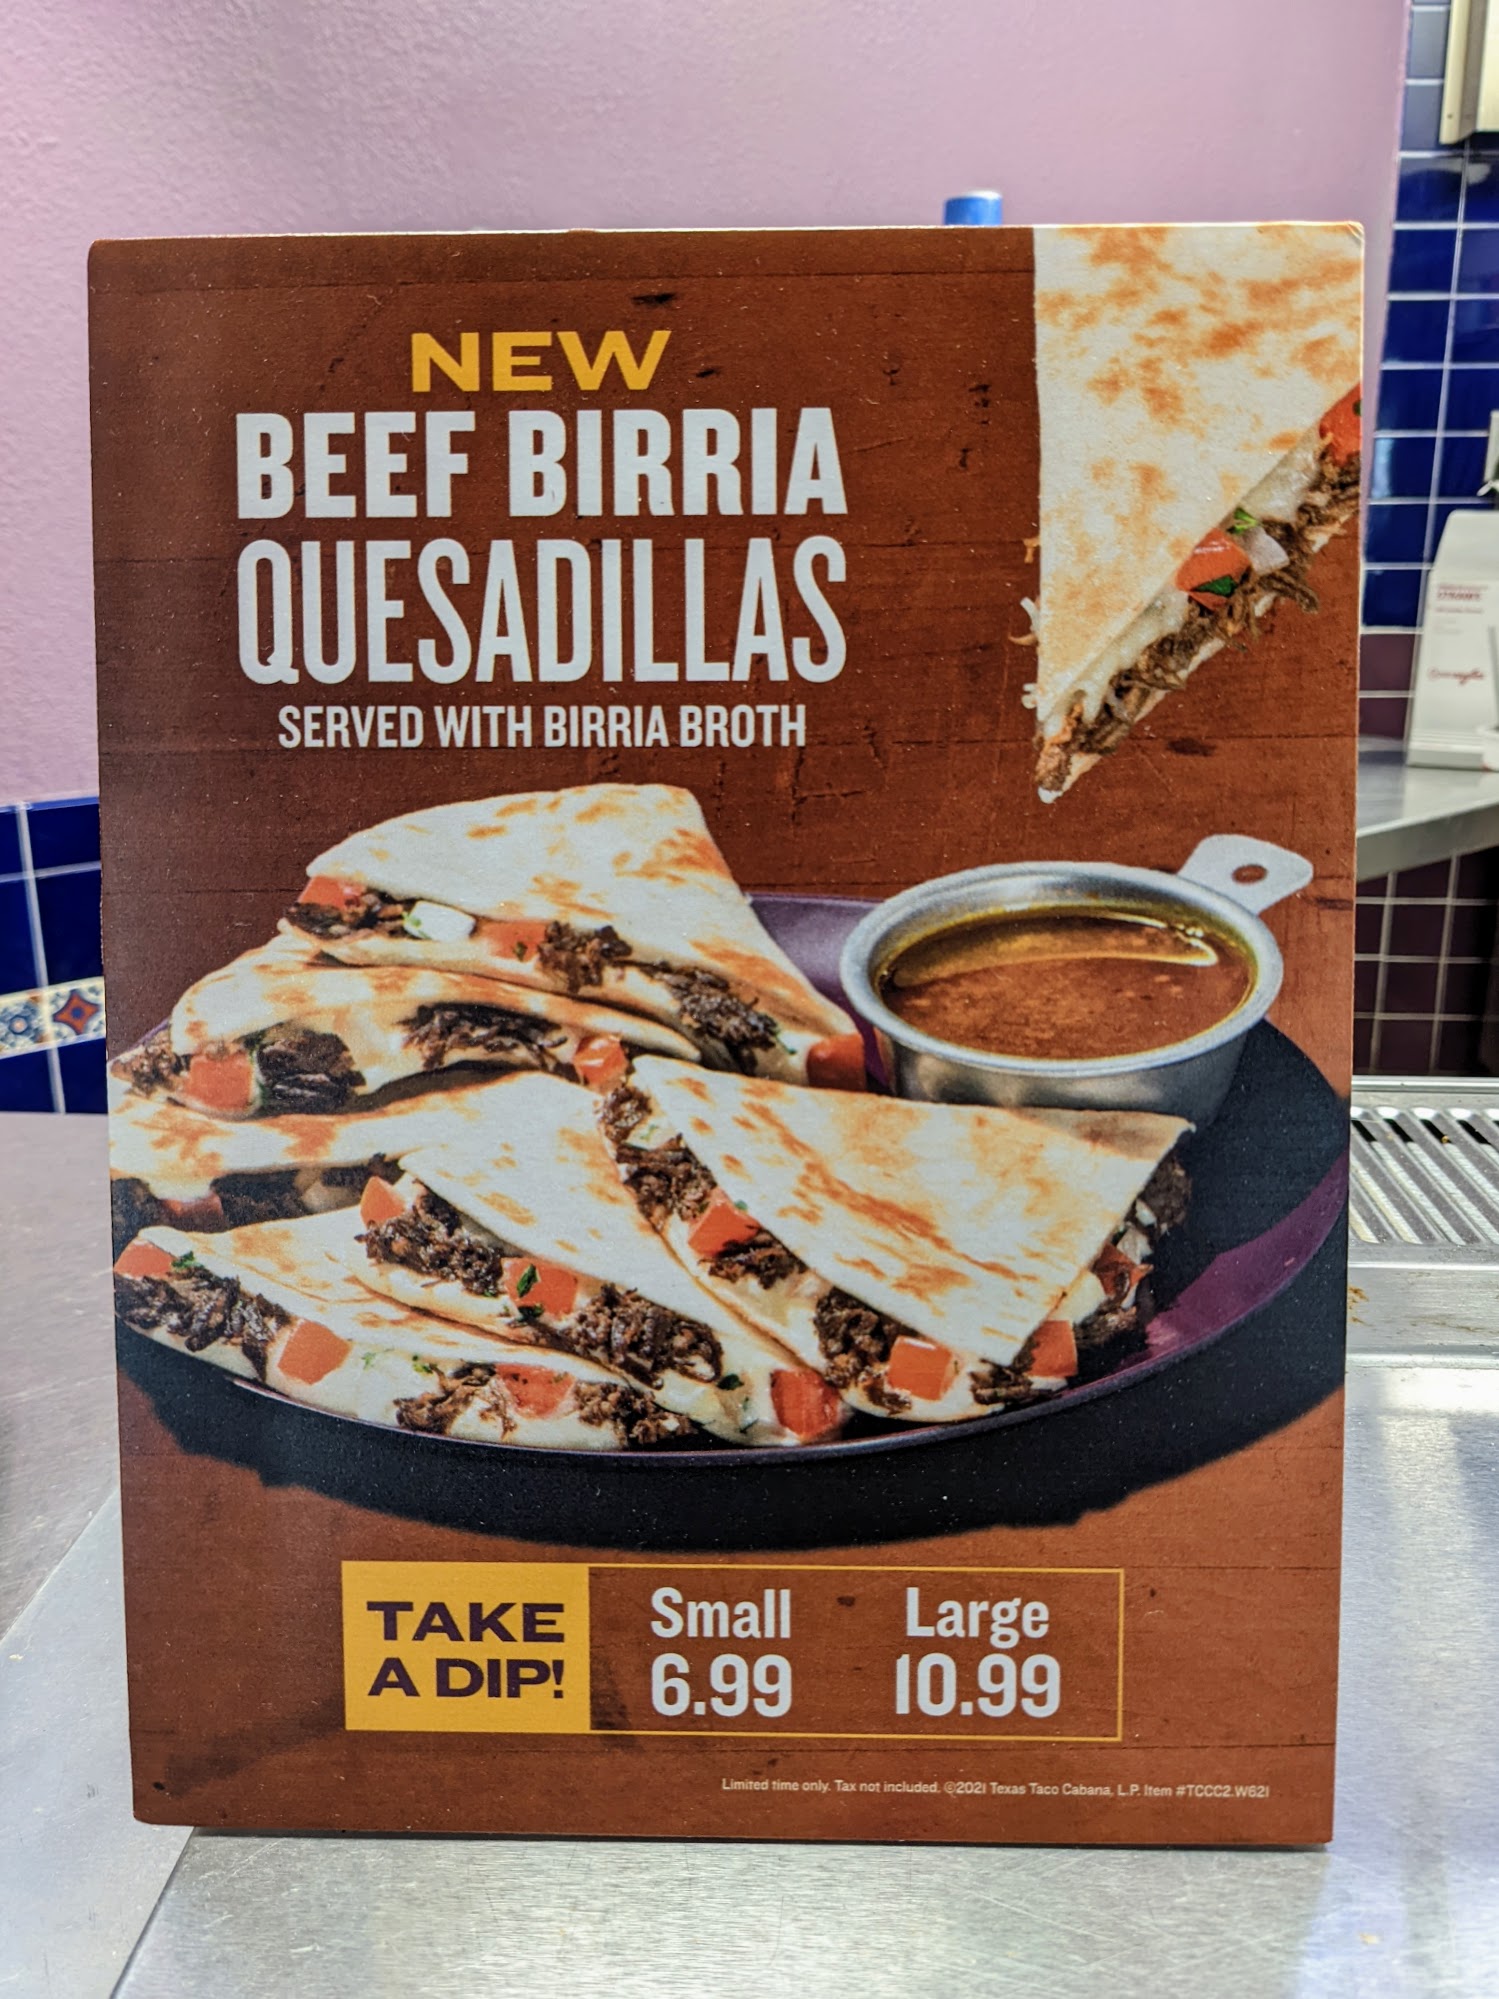 NEW
BEEF BIRRIA
QUESADILLAS
SERVED WITH BIRRIA BROTH
TAKE
A DIP!
Small
6.99
Large
10.99
Limited time only. Tax not included. ©2021 Texas Taco Cabana, L.P. Item #TCCC2.W621